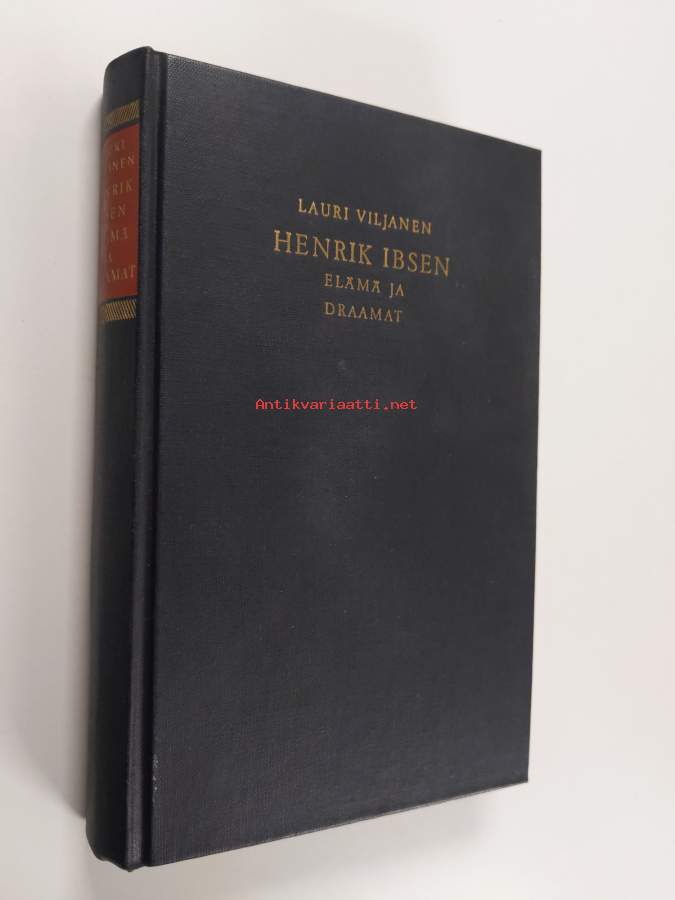 LAURI VILJANEN
HENRIK IBSEN
ELÄMÄ JA
DRAAMAT
Antikvariaatti.net